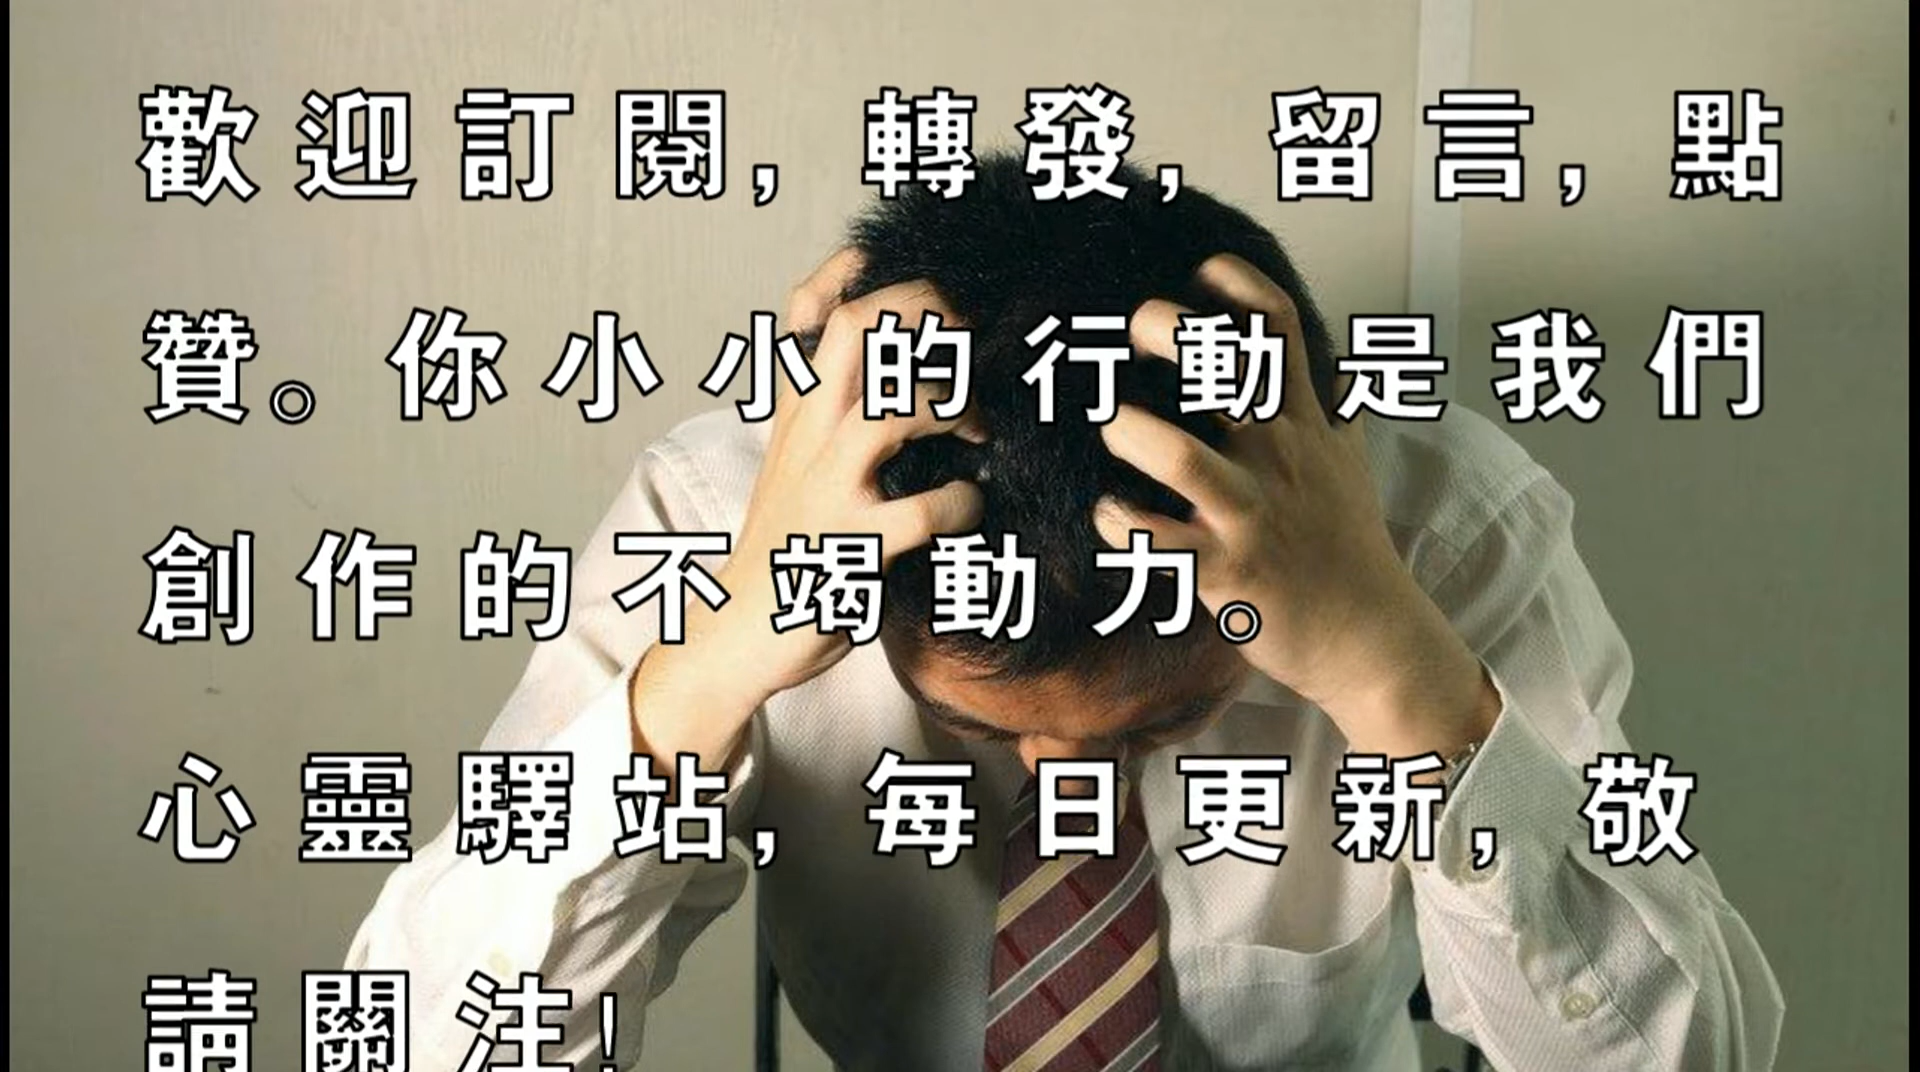 歡迎訂閱，轉發，留言，點
贊。你小小的行動是我們
創作的不竭動力。
心靈驛站，每日更新，敬
請關注!